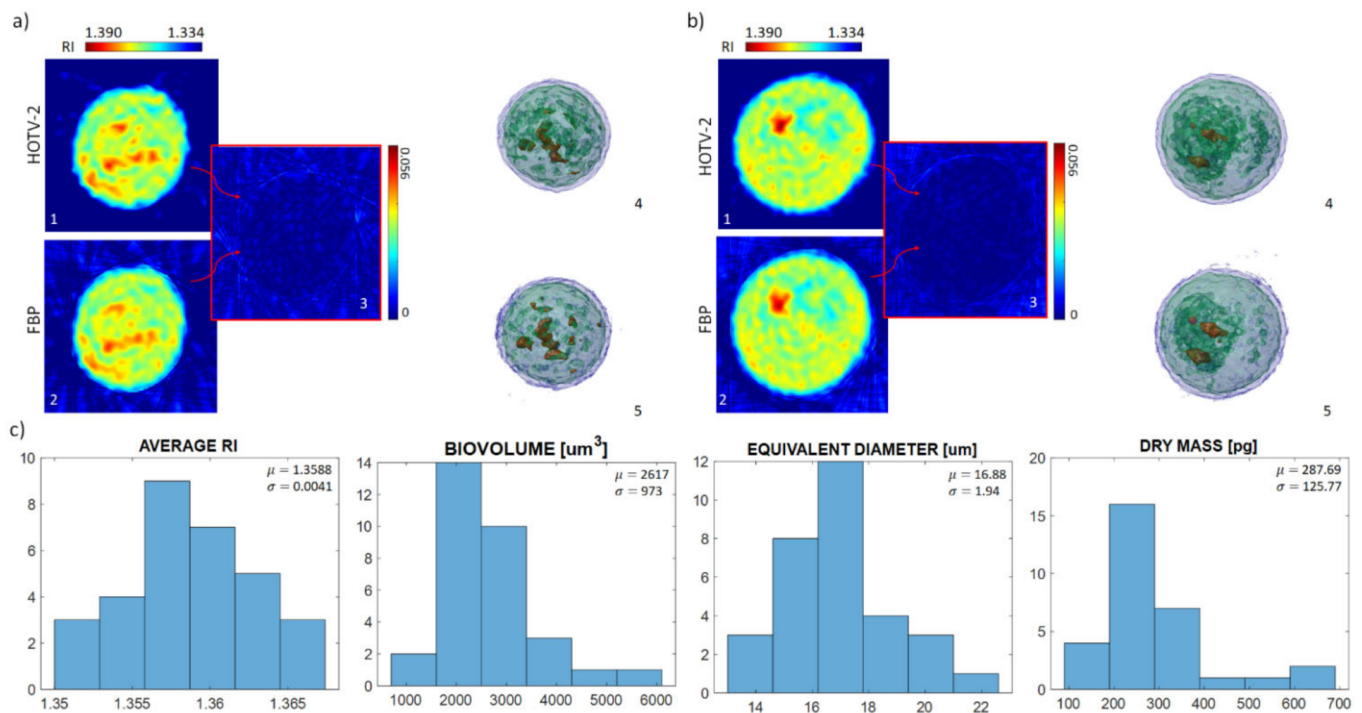 a)
1.390 1.334
RI
HOTV-2
1
0.056
0
3
FBP
2
4
5
b)
1.390 1.334
RI
HOTV-2
1
0.056
0
3
FBP
2
4
5
c)
AVERAGE RI
μ = 1.3588
σ = 0.0041
10
8
6
4
2
0
1.35 1.355 1.36 1.365
BIOVOLUME [um³]
μ = 2617
σ = 973
14
12
10
8
6
4
2
0
1000 2000 3000 4000 5000 6000
EQUIVALENT DIAMETER [um]
μ = 16.88
σ = 1.94
12
10
8
6
4
2
0
14 16 18 20 22
DRY MASS [pg]
μ = 287.69
σ = 125.77
20
15
10
5
0
100 200 300 400 500 600 700